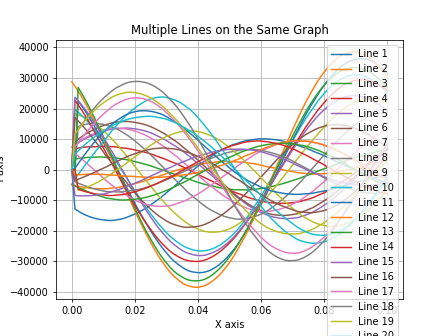 Multiple Lines on the Same Graph
40000
30000
20000
10000
0
−10000
−20000
−30000
−40000
0.00
0.02
0.04
0.06
X axis
Line 1
Line 2
Line 3
Line 4
Line 5
Line 6
Line 7
Line 8
Line 9
Line 10
Line 11
Line 12
Line 13
Line 14
Line 15
Line 16
Line 17
Line 18
Line 19
Line 20